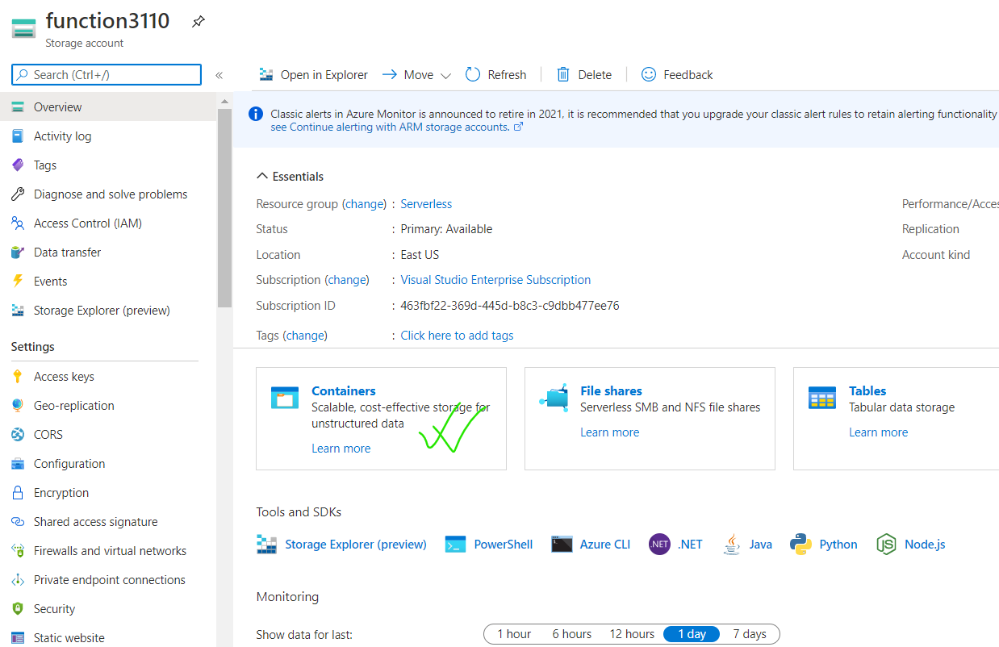 function3110
Storage account
Search (Ctrl+/)
«
Overview
Activity log
Tags
Diagnose and solve problems
Access Control (IAM)
Data transfer
Events
Storage Explorer (preview)
Settings
Access keys
Geo-replication
CORS
Configuration
Encryption
Shared access signature
Firewalls and virtual networks
Private endpoint connections
Security
Static website
Open in Explorer Move Refresh Delete Feedback
Classic alerts in Azure Monitor is announced to retire in 2021, it is recommended that you upgrade your classic alert rules to retain alerting functionality
see Continue alerting with ARM storage accounts.
Essentials
Resource group (change) : Serverless
Status : Primary: Available
Location : East US
Subscription (change) : Visual Studio Enterprise Subscription
Subscription ID : 463fbf22-369d-445d-b8c3-c9dbb477ee76
Tags (change) : Click here to add tags
Performance/Acces
Replication
Account kind
Containers
Scalable, cost-effective storage for
unstructured data
Learn more
File shares
Serverless SMB and NFS file shares
Learn more
Tables
Tabular data storage
Learn more
Tools and SDKs
Storage Explorer (preview) PowerShell Azure CLI .NET .NET Java Python JS Node.js
Monitoring
Show data for last: 1 hour 6 hours 12 hours 1 day 7 days